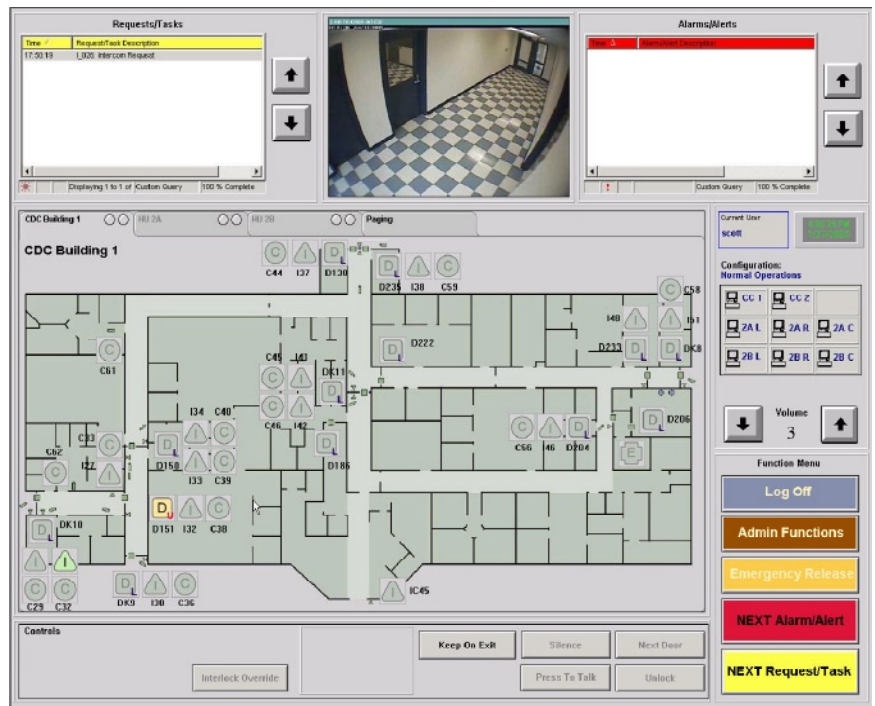 Requests/Tasks
Time Request/Task Description
17:50:19 I_026: Intercom Request
Displaying 1 to 1 of Custom Query 100 % Complete
Alarms/Alerts
Time Alarm/Alert Description
! Custom Query 100 % Complete
CDC Building 1 HU 2A HU 2B Paging
CDC Building 1
C44 I37 D130
D235 I38 C59
C58
I48 I51
D233 DK8
D222
C61
C45 I41
DK11
C46 I42
I34 C40
D150
I33 C39
D186
C56 I46 D204
D206
E
C33
C62
I27
DK10
D151 I32 C38
C29 C32
DK9 I30 C36
IC45
Current User
scott
Configuration:
Normal Operations
CC 1 CC 2
2A L 2A R 2A C
2B L 2B R 2B C
Volume
3
Function Menu
Log Off
Admin Functions
Emergency Release
NEXT Alarm/Alert
NEXT Request/Task
Controls
Keep On Exit Silence Next Door
Interlock Override Press To Talk Unlock